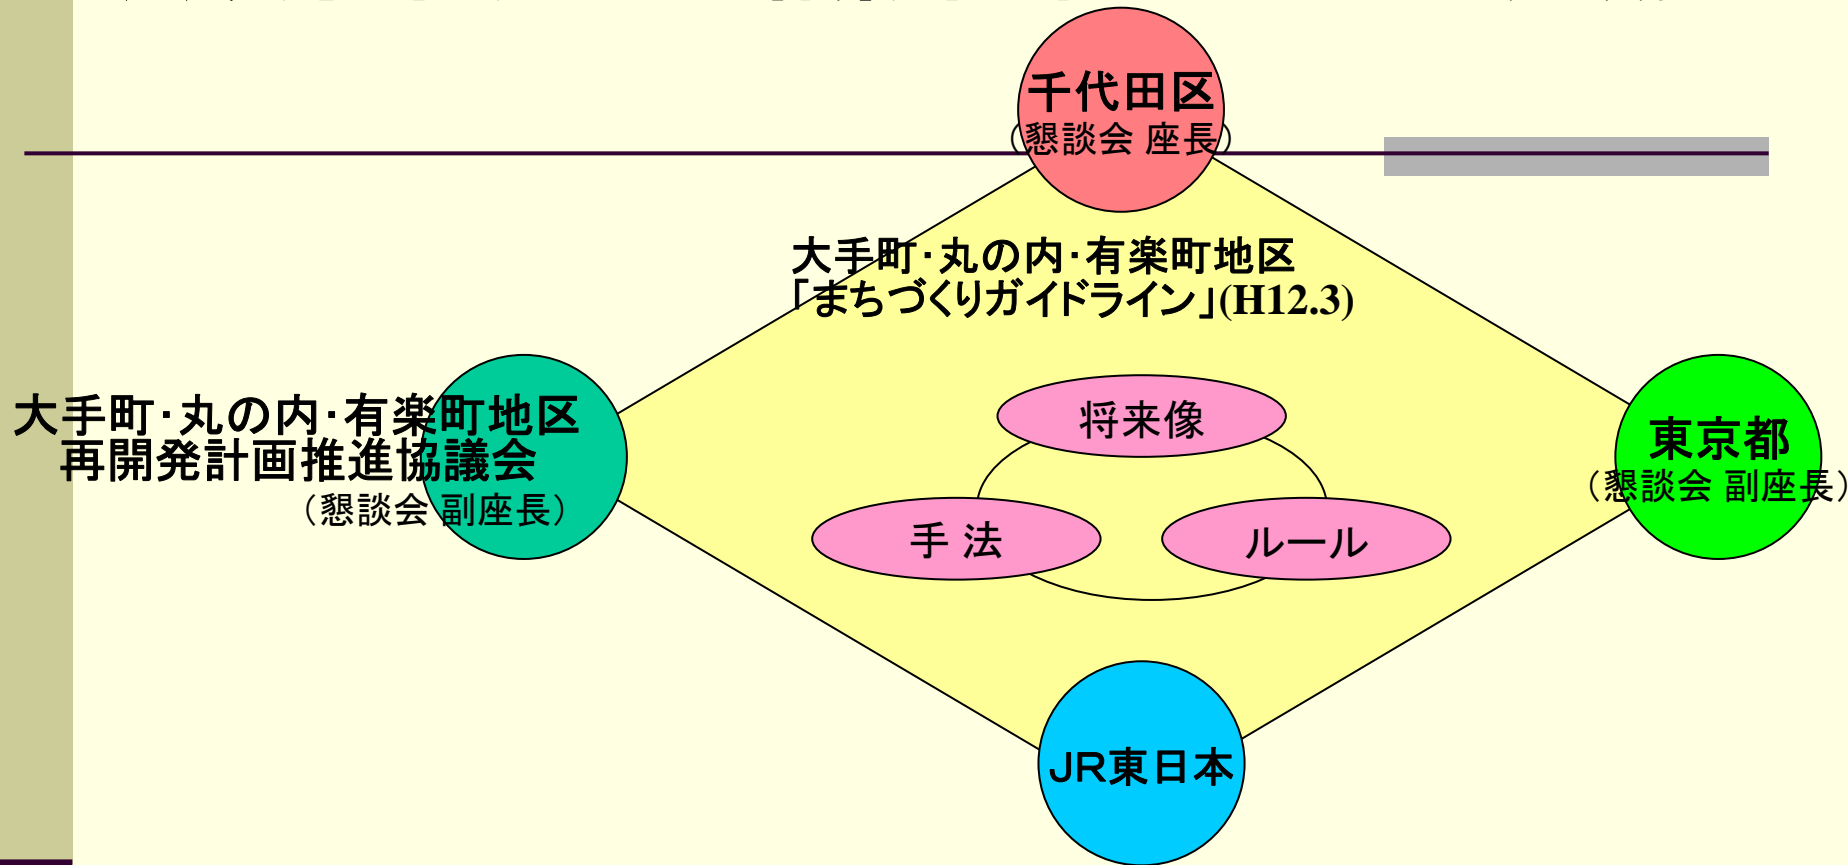 千代田区
(懇談会 座長)
大手町･丸の内･有楽町地区
｢まちづくりガイドライン｣(H12.3)
将来像
手 法
ルール
大手町･丸の内･有楽町地区
再開発計画推進協議会
（懇談会 副座長）
東京都
（懇談会 副座長）
JR東日本